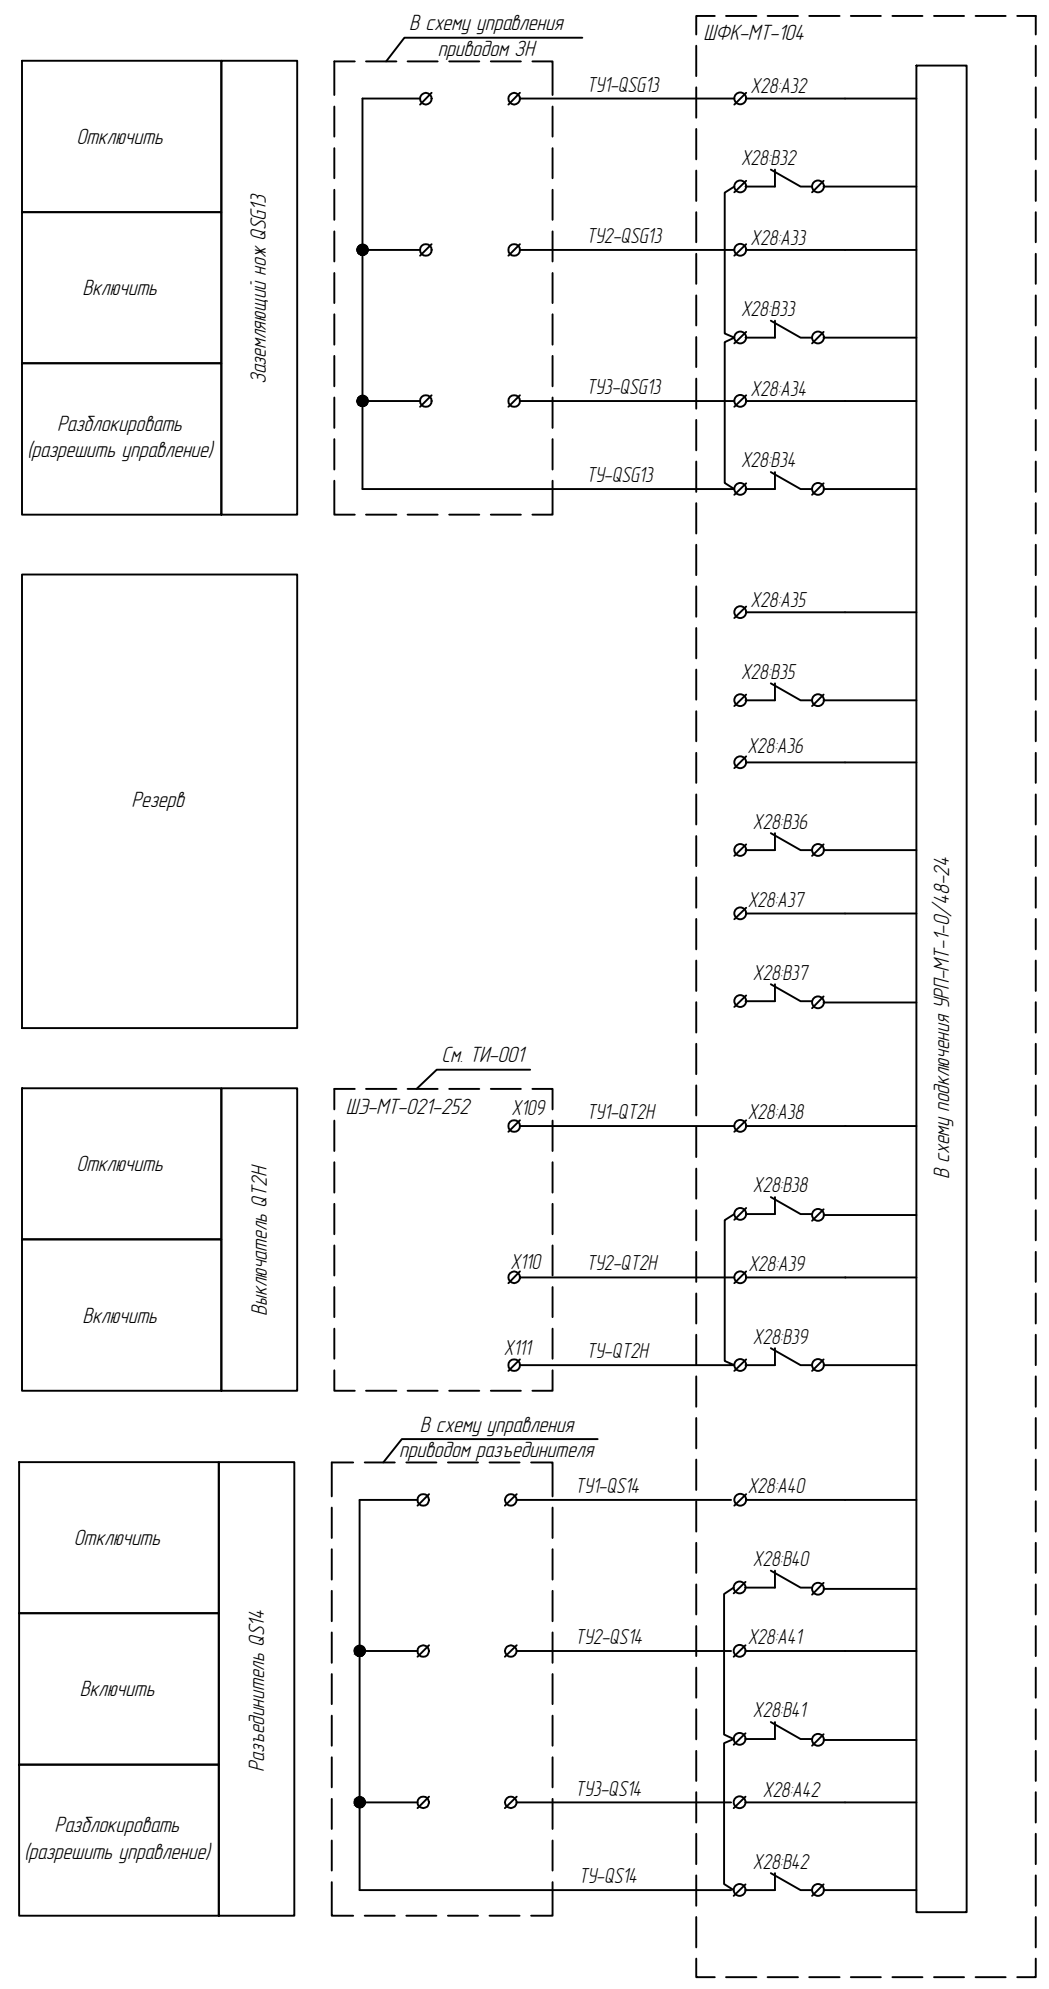 В схему управления
приводом ЗН
ШФК-МТ-104
Отключить
Включить
Разблокировать
(разрешить управление)
Заземляющий нож QSG13
ТУ1-QSG13
X28:A32
X28:B32
ТУ2-QSG13
X28:A33
X28:B33
ТУ3-QSG13
X28:A34
X28:B34
ТУ-QSG13
Резерв
X28:A35
X28:B35
X28:A36
X28:B36
X28:A37
X28:B37
В схему подключения УРП-МТ-1-0/48-24
См. ТИ-001
ШЭ-МТ-021-252
Отключить
Включить
Выключатель QT2H
X109
ТУ1-QT2H
X28:A38
X28:B38
X110
ТУ2-QT2H
X28:A39
X28:B39
X111
ТУ-QT2H
В схему управления
приводом разъединителя
Отключить
Включить
Разблокировать
(разрешить управление)
Разъединитель QS14
ТУ1-QS14
X28:A40
X28:B40
ТУ2-QS14
X28:A41
X28:B41
ТУ3-QS14
X28:A42
X28:B42
ТУ-QS14